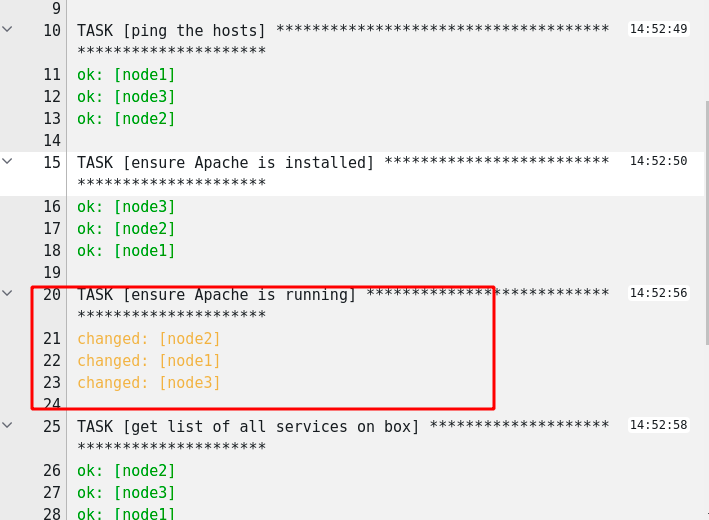 9
10 TASK [ping the hosts] ************************************* 14:52:49
*********************
11 ok: [node1]
12 ok: [node3]
13 ok: [node2]
14
15 TASK [ensure Apache is installed] ************************* 14:52:50
*********************
16 ok: [node3]
17 ok: [node2]
18 ok: [node1]
19
20 TASK [ensure Apache is running] *************************** 14:52:56
*********************
21 changed: [node2]
22 changed: [node1]
23 changed: [node3]
24
25 TASK [get list of all services on box] ******************** 14:52:58
*********************
26 ok: [node2]
27 ok: [node3]
28 ok: [node1]